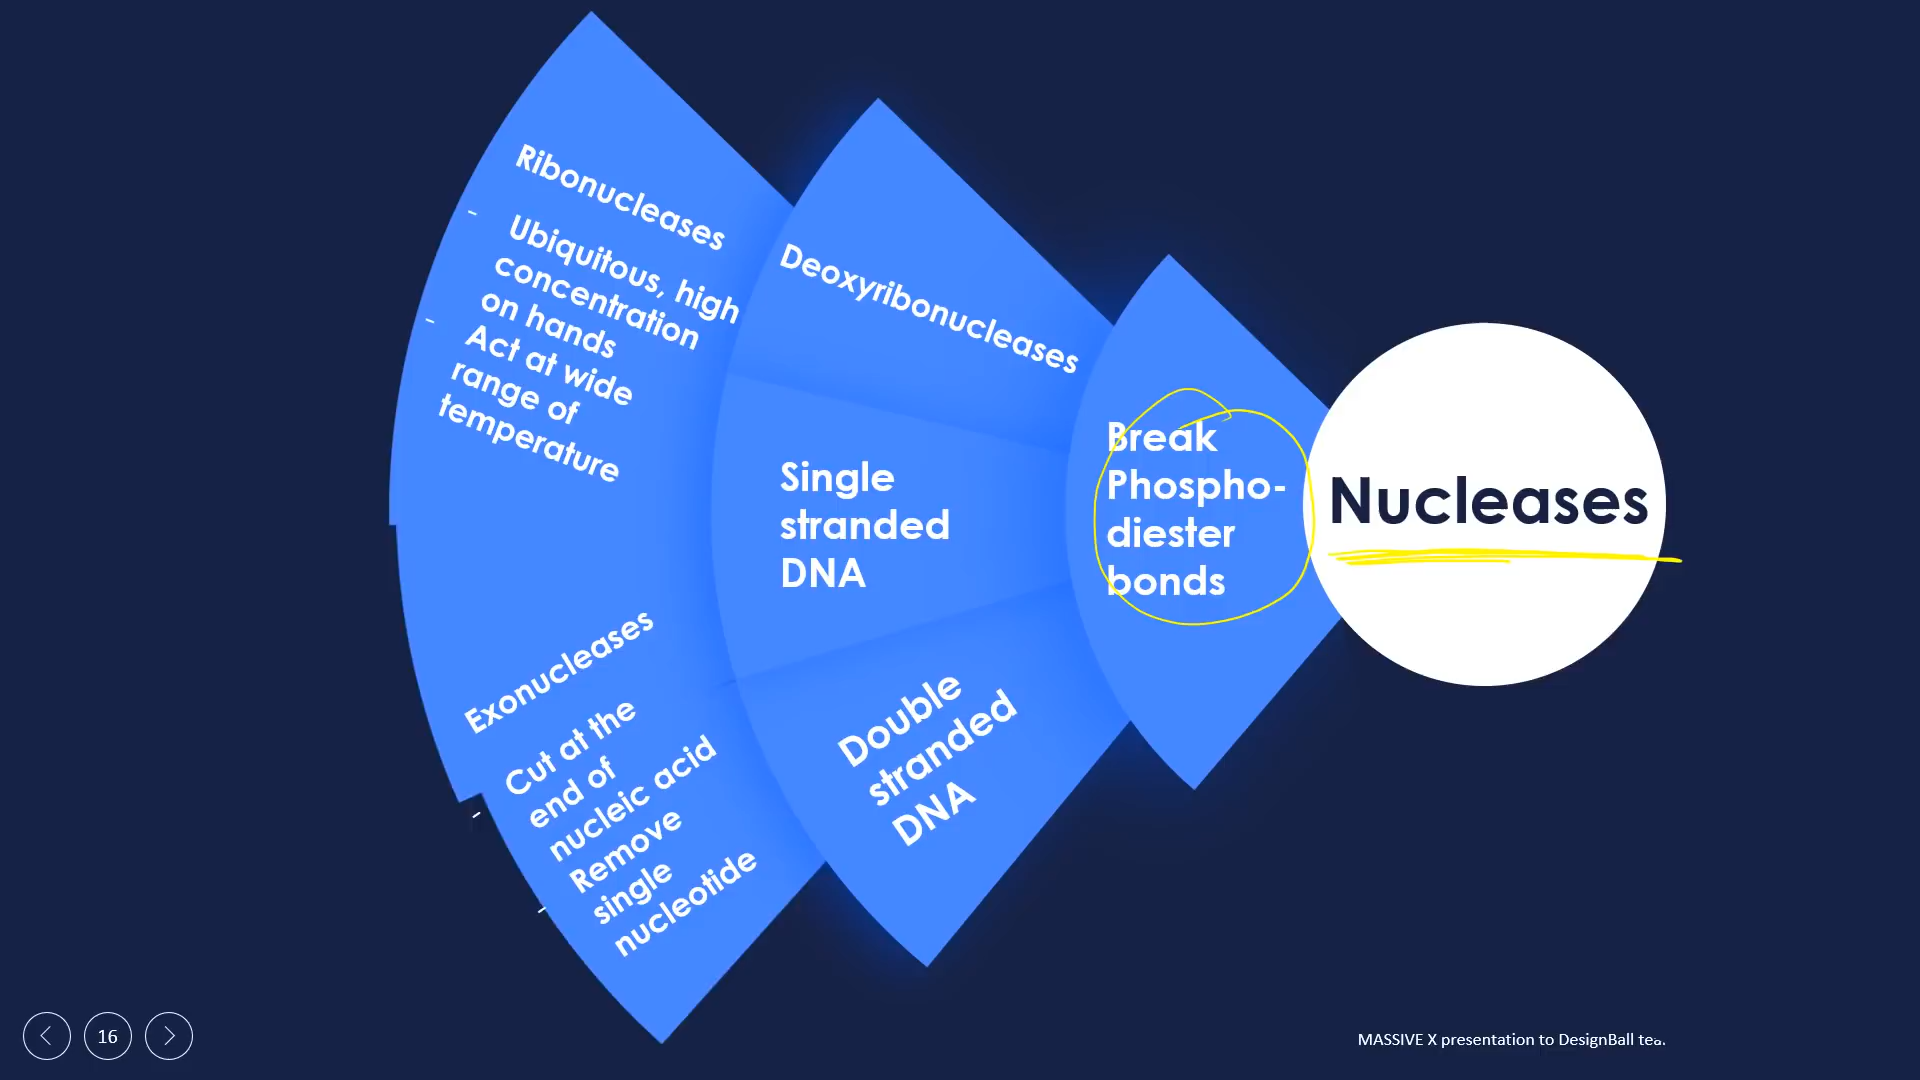 Ribonucleases
- Ubiquitous, high
concentration
on hands
- Act at wide
range of
temperature
Exonucleases
- Cut at the
end of
nucleic acid
- Remove
single
nucleotide
Deoxyribonucleases
Single
stranded
DNA
Double
stranded
DNA
Break
Phospho-
diester
bonds
Nucleases
16
MASSIVE X presentation to DesignBall tea.